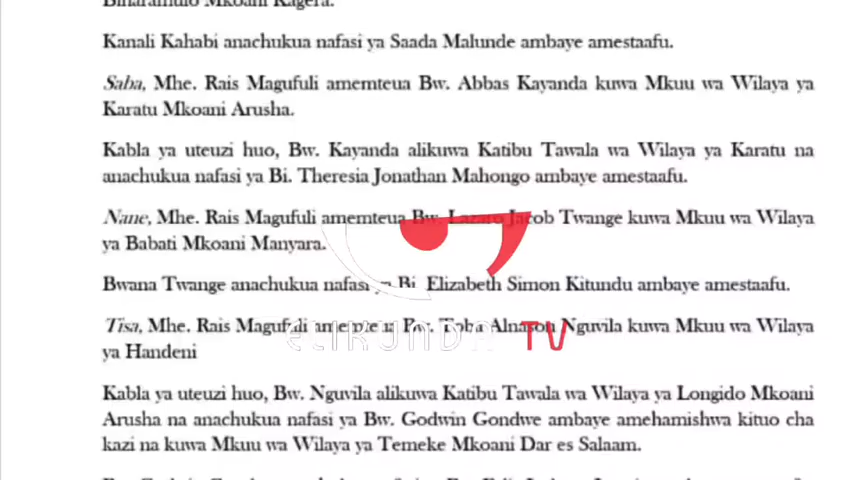 Kanali Kahabi anachukua nafasi ya Saada Malunde ambaye amestaafu.
Saba, Mhe. Rais Magufuli amemteua Bw. Abbas Kayanda kuwa Mkuu wa Wilaya ya
Karatu Mkoani Arusha.
Kabla ya uteuzi huo, Bw. Kayanda alikuwa Katibu Tawala wa Wilaya ya Karatu na
anachukua nafasi ya Bi. Theresia Jonathan Mahongo ambaye amestaafu.
Nane, Mhe. Rais Magufuli amemteua Bw. Lazaro Jacob Twange kuwa Mkuu wa Wilaya
ya Babati Mkoani Manyara.
Bwana Twange anachukua nafasi ya Bi. Elizabeth Simon Kitundu ambaye amestaafu.
Tisa, Mhe. Rais Magufuli amemteua Bw. Toba Alnason Nguvila kuwa Mkuu wa Wilaya
TELIKUNDA TV
ya Handeni
Kabla ya uteuzi huo, Bw. Nguvila alikuwa Katibu Tawala wa Wilaya ya Longido Mkoani
Arusha na anachukua nafasi ya Bw. Godwin Gondwe ambaye amehamishwa kituo cha
kazi na kuwa Mkuu wa Wilaya ya Temeke Mkoani Dar es Salaam.